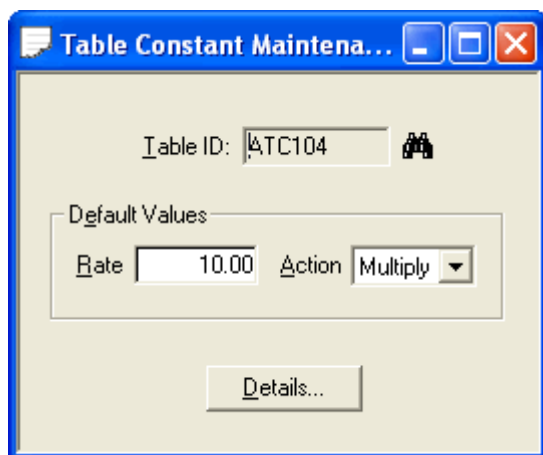 Table Constant Maintena...
Table ID: ATC104
Default Values
Rate 10.00 Action Multiply
Details...